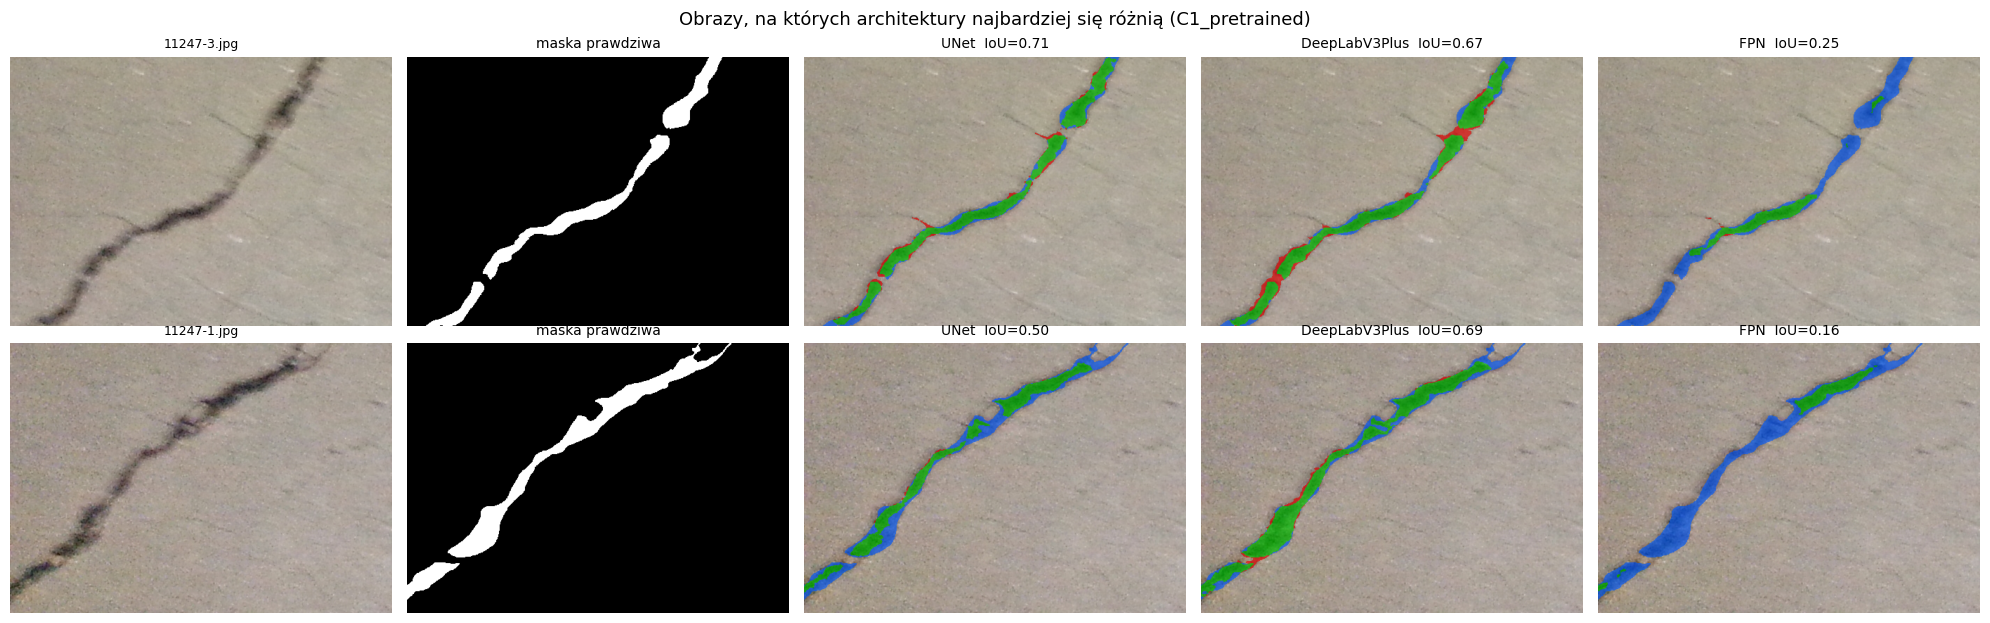 Obrazy, na których architektury najbardziej się różnią (C1_pretrained)
11247-3.jpg
maska prawdziwa
UNet IoU=0.71
DeepLabV3Plus IoU=0.67
FPN IoU=0.25
11247-1.jpg
maska prawdziwa
UNet IoU=0.50
DeepLabV3Plus IoU=0.69
FPN IoU=0.16